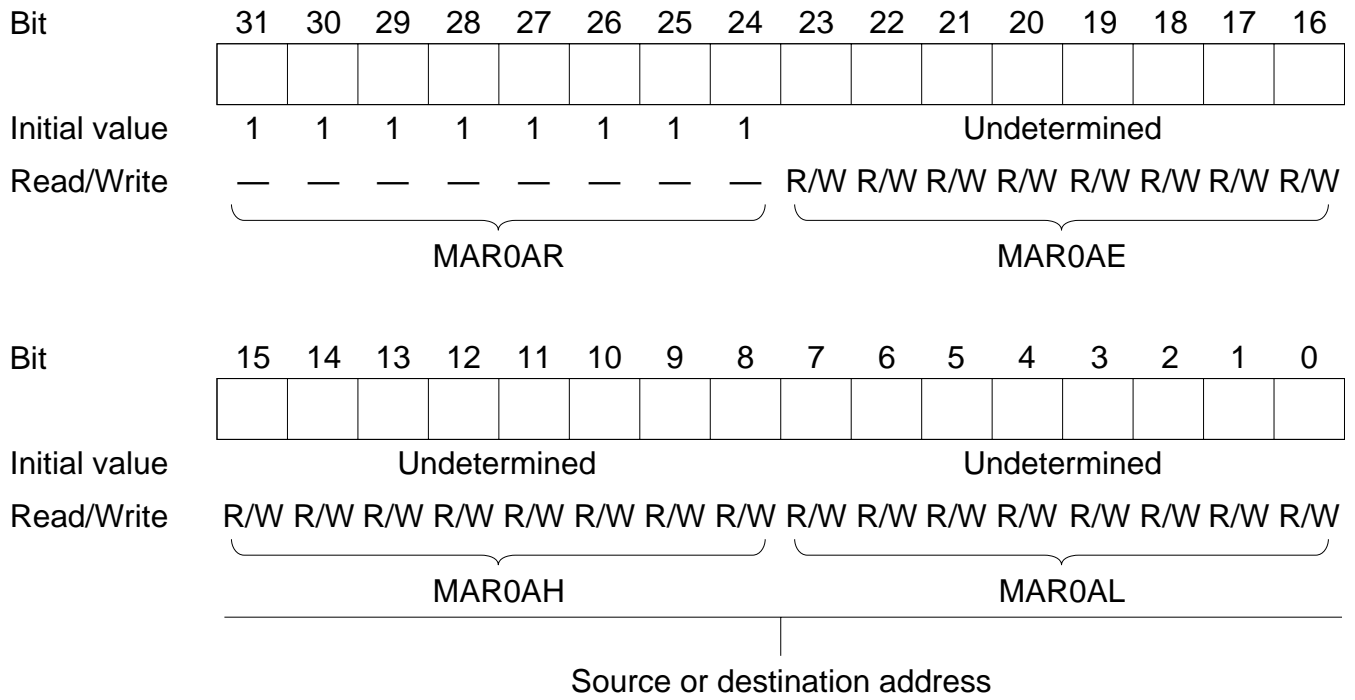 Bit 31 30 29 28 27 26 25 24 23 22 21 20 19 18 17 16
Initial value 1 1 1 1 1 1 1 1 Undetermined
Read/Write — — — — — — — — R/W R/W R/W R/W R/W R/W R/W R/W
MAR0AR MAR0AE
Bit 15 14 13 12 11 10 9 8 7 6 5 4 3 2 1 0
Initial value Undetermined Undetermined
Read/Write R/W R/W R/W R/W R/W R/W R/W R/W R/W R/W R/W R/W R/W R/W R/W R/W
MAR0AH MAR0AL
Source or destination address